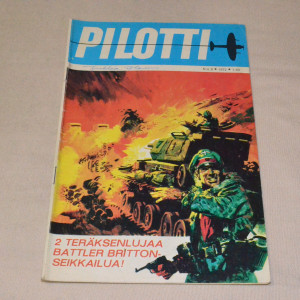 PILOTTI
2 TERÄKSENLUJAA
BATTLER BRITTON-
SEIKKAILUA!